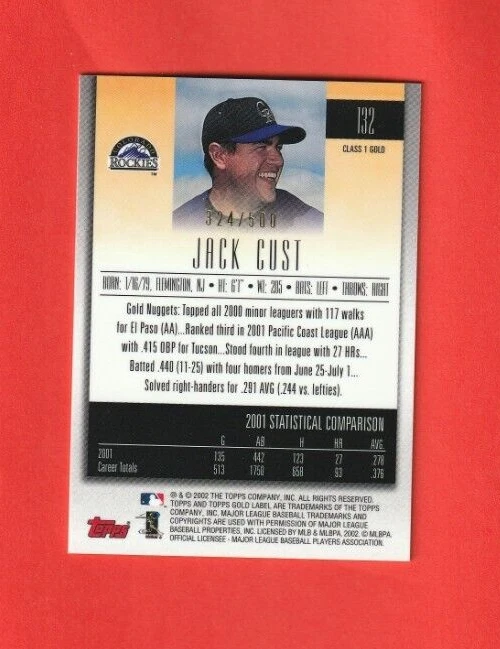 132
CLASS 1 GOLD
COLORADO
ROCKIES
TM
324/500
JACK CUST
BORN: 1/16/79, FLEMINGTON, NJ • HT: 6'1" • WT: 205 • BATS: LEFT • THROWS: RIGHT
Gold Nuggets: Topped all 2000 minor leaguers with 117 walks
for El Paso (AA)...Ranked third in 2001 Pacific Coast League (AAA)
with .415 OBP for Tucson...Stood fourth in league with 27 HRs...
Batted .440 (11-25) with four homers from June 25-July 1...
Solved right-handers for .291 AVG (.244 vs. lefties).
2001 STATISTICAL COMPARISON
G AB H HR AVG.
2001 135 442 123 27 .278
Career Totals 513 1750 658 93 .376
® & © 2002 THE TOPPS COMPANY, INC. ALL RIGHTS RESERVED.
TOPPS AND TOPPS GOLD LABEL ARE TRADEMARKS OF THE TOPPS
COMPANY, INC. MAJOR LEAGUE BASEBALL TRADEMARKS AND
COPYRIGHTS ARE USED WITH PERMISSION OF MAJOR LEAGUE
BASEBALL PROPERTIES, INC. LICENSED BY MLB & MLBPA, 2002. © MLBPA.
OFFICIAL LICENSEE - MAJOR LEAGUE BASEBALL PLAYERS ASSOCIATION.
Topps